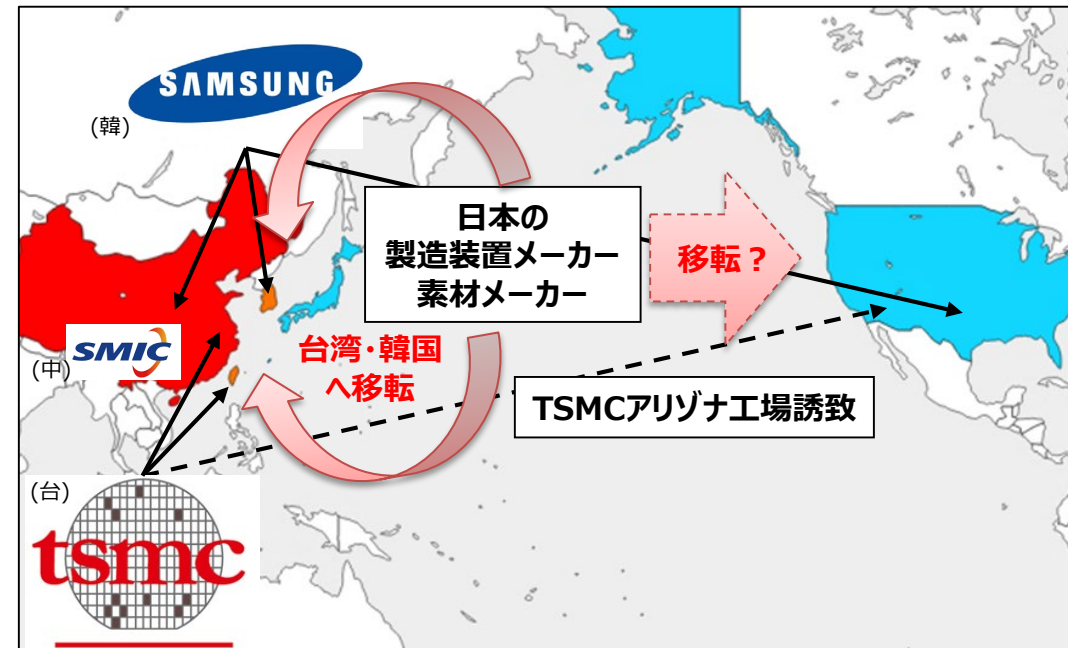 SAMSUNG
(韓)
日本の
製造装置メーカー
素材メーカー
移転？
SMIC
(中)
台湾・韓国
へ移転
TSMCアリゾナ工場誘致
(台)
tsmc